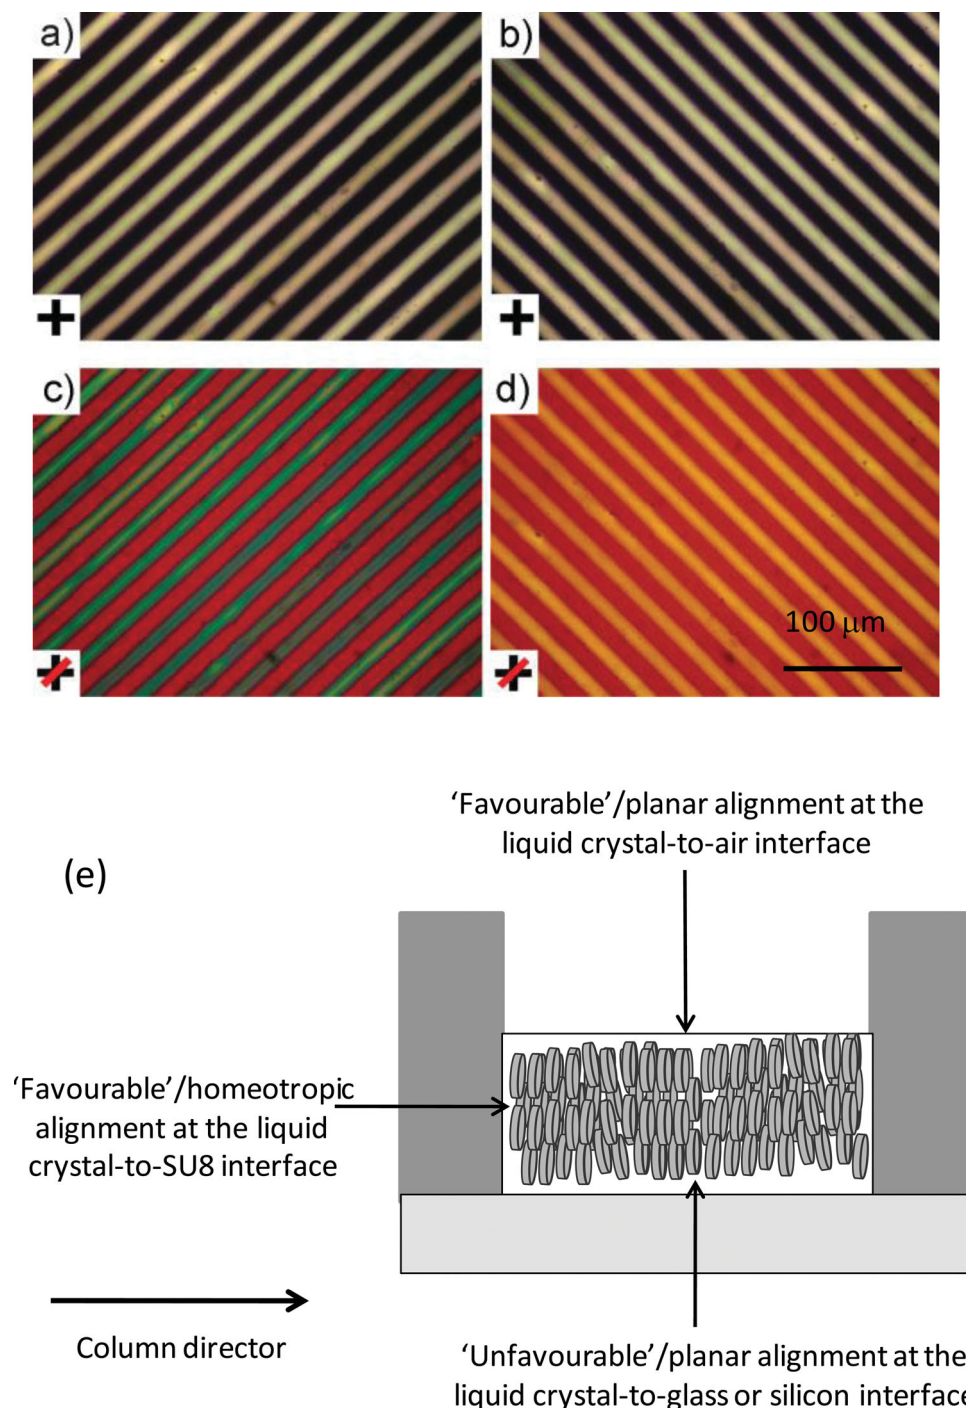 a)
b)
c)
d)
100 μm
(e)
‘Favourable’/planar alignment at the
liquid crystal-to-air interface
‘Favourable’/homeotropic
alignment at the liquid
crystal-to-SU8 interface
Column director
‘Unfavourable’/planar alignment at the
liquid crystal-to-glass or silicon interface